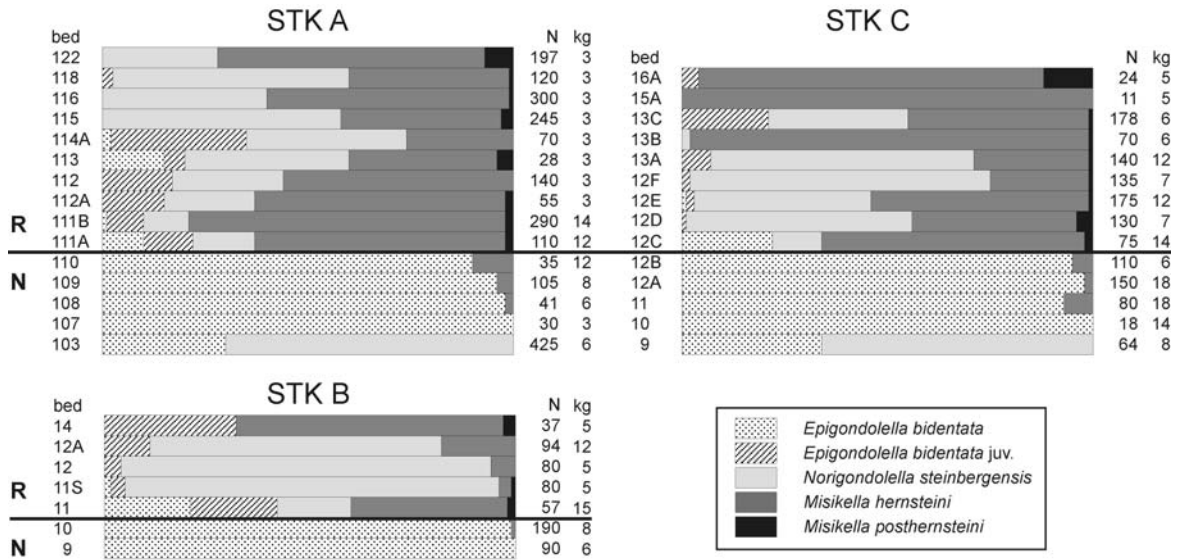 STK A
bed N kg
122 197 3
118 120 3
116 300 3
115 245 3
114A 70 3
113 28 3
112 140 3
112A 55 3
R 111B 290 14
111A 110 12
N 110 35 12
109 105 8
108 41 6
107 30 3
103 425 6
STK B
bed N kg
14 37 5
12A 94 12
12 80 5
11S 80 5
R 11 57 15
10 190 8
N 9 90 6
STK C
bed N kg
16A 24 5
15A 11 5
13C 178 6
13B 70 6
13A 140 12
12F 135 7
12E 175 12
12D 130 7
12C 75 14
12B 110 6
12A 150 18
11 80 18
10 18 14
9 64 8
Epigondolella bidentata
Epigondolella bidentata juv.
Norigondolella steinbergensis
Misikella hernsteini
Misikella posthernsteini